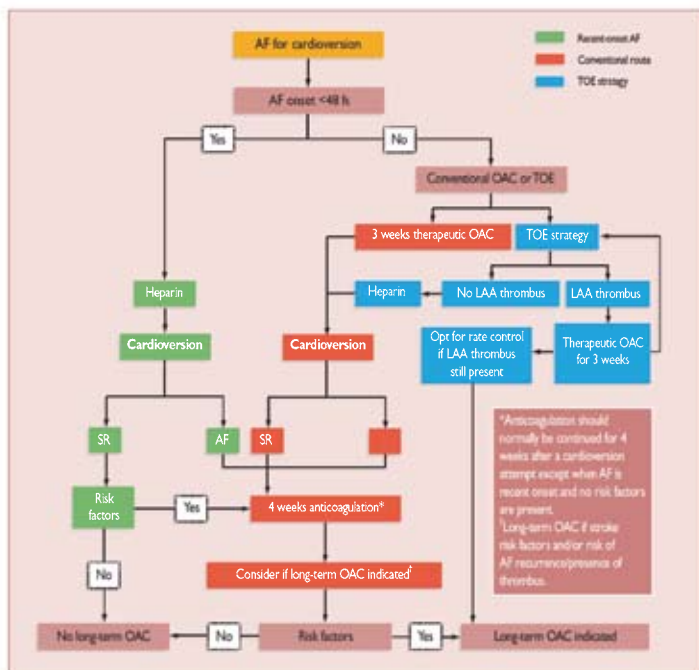 AF for cardioversion
Recent-onset AF
Conventional route
TOE strategy
AF onset <48 h
Yes
No
Conventional OAC or TOE
3 weeks therapeutic OAC
TOE strategy
Heparin
Heparin
No LAA thrombus
LAA thrombus
Cardioversion
Cardioversion
Opt for rate control
if LAA thrombus
still present
Therapeutic OAC
for 3 weeks
SR
AF
SR
*Anticoagulation should
normally be continued for 4
weeks after a cardioversion
attempt except when AF is
recent onset and no risk factors
are present.
†Long-term OAC if stroke
risk factors and/or risk of
AF recurrence/presence of
thrombus.
Risk
factors
Yes
4 weeks anticoagulation*
No
Consider if long-term OAC indicated†
No long-term OAC
No
Risk factors
Yes
Long-term OAC indicated